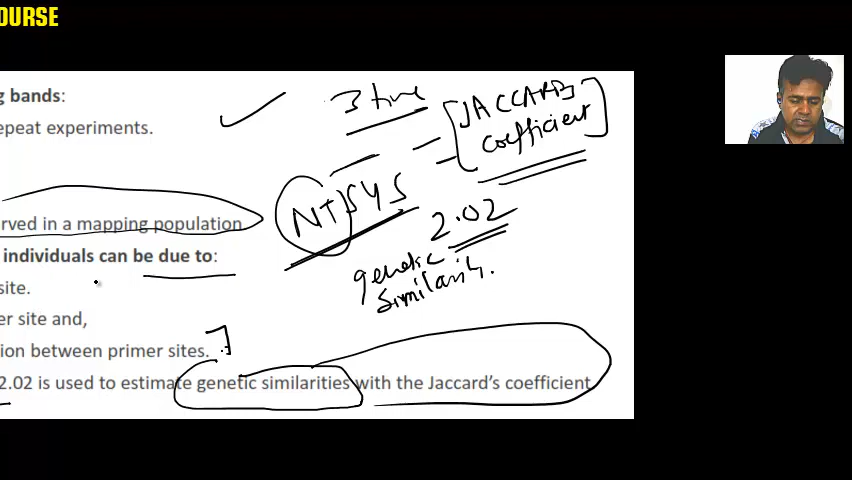 OURSE
g bands:
epeat experiments.
3 time
JACCARD
coefficient
NTSYS
2.02
genetic
similarity.
rved in a mapping population
individuals can be due to:
site.
er site and,
ion between primer sites.
2.02 is used to estimate genetic similarities with the Jaccard's coefficient